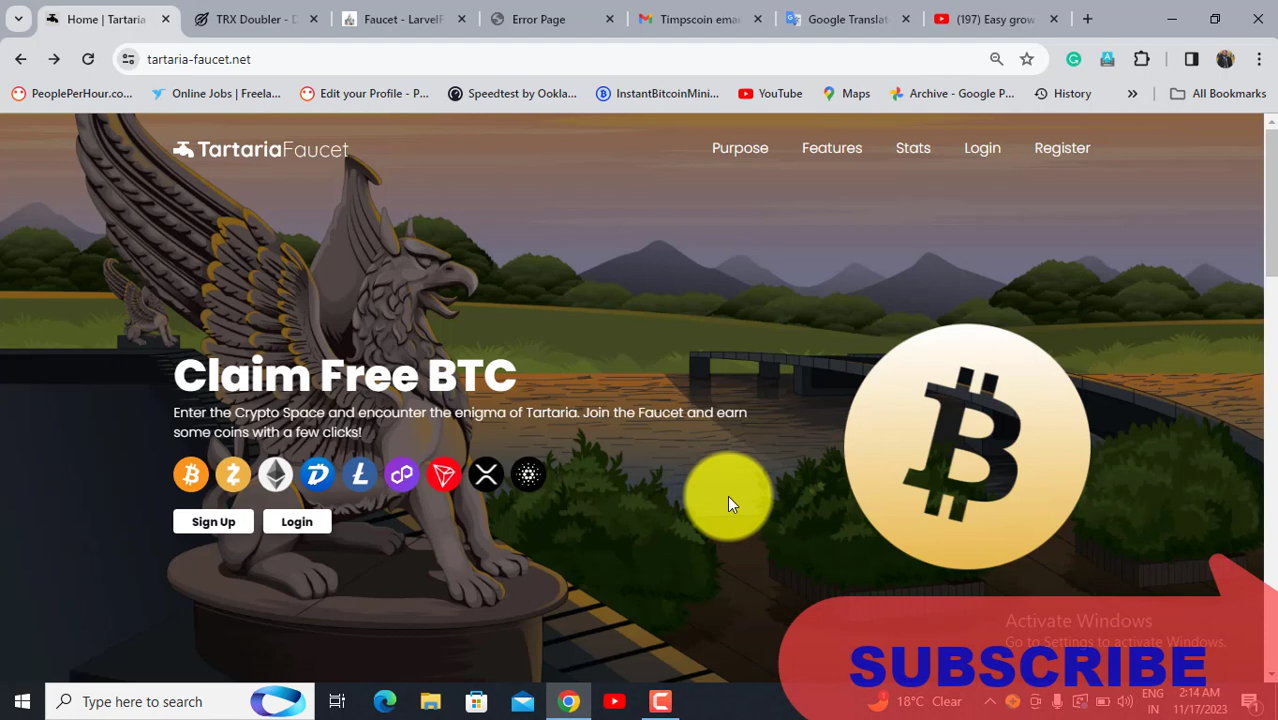 Home | Tartaria
TRX Doubler - D
Faucet - LarvelF
Error Page
Timpscoin emai
Google Translat
(197) Easy grow
tartaria-faucet.net
PeoplePerHour.co...
Online Jobs | Freela...
Edit your Profile - P...
Speedtest by Ookla...
InstantBitcoinMini...
YouTube
Maps
Archive - Google P...
History
All Bookmarks
TartariaFaucet
Purpose
Features
Stats
Login
Register
Claim Free BTC
Enter the Crypto Space and encounter the enigma of Tartaria. Join the Faucet and earn
some coins with a few clicks!
Sign Up
Login
Activate Windows
Go to Settings to activate Windows.
SUBSCRIBE
Type here to search
18°C Clear
ENG
IN
2:14 AM
11/17/2023